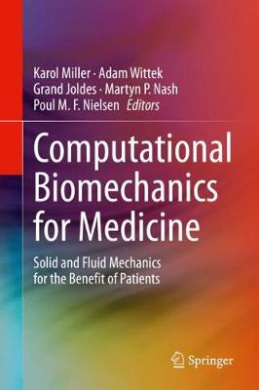 Karol Miller · Adam Wittek
Grand Joldes · Martyn P. Nash
Poul M. F. Nielsen Editors
Computational
Biomechanics
for Medicine
Solid and Fluid Mechanics
for the Benefit of Patients
Springer